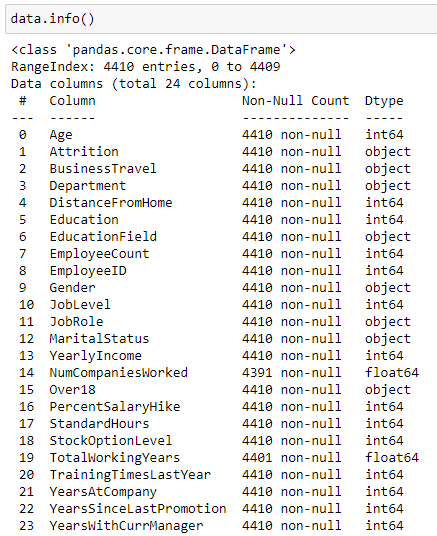 data.info()
<class 'pandas.core.frame.DataFrame'>
RangeIndex: 4410 entries, 0 to 4409
Data columns (total 24 columns):
 #   Column                   Non-Null Count  Dtype
---  ------                   --------------  -----
 0   Age                      4410 non-null   int64
 1   Attrition                4410 non-null   object
 2   BusinessTravel           4410 non-null   object
 3   Department               4410 non-null   object
 4   DistanceFromHome         4410 non-null   int64
 5   Education                4410 non-null   int64
 6   EducationField           4410 non-null   object
 7   EmployeeCount            4410 non-null   int64
 8   EmployeeID               4410 non-null   int64
 9   Gender                   4410 non-null   object
 10  JobLevel                 4410 non-null   int64
 11  JobRole                  4410 non-null   object
 12  MaritalStatus            4410 non-null   object
 13  YearlyIncome             4410 non-null   int64
 14  NumCompaniesWorked       4391 non-null   float64
 15  Over18                   4410 non-null   object
 16  PercentSalaryHike        4410 non-null   int64
 17  StandardHours            4410 non-null   int64
 18  StockOptionLevel         4410 non-null   int64
 19  TotalWorkingYears        4401 non-null   float64
 20  TrainingTimesLastYear    4410 non-null   int64
 21  YearsAtCompany           4410 non-null   int64
 22  YearsSinceLastPromotion  4410 non-null   int64
 23  YearsWithCurrManager     4410 non-null   int64